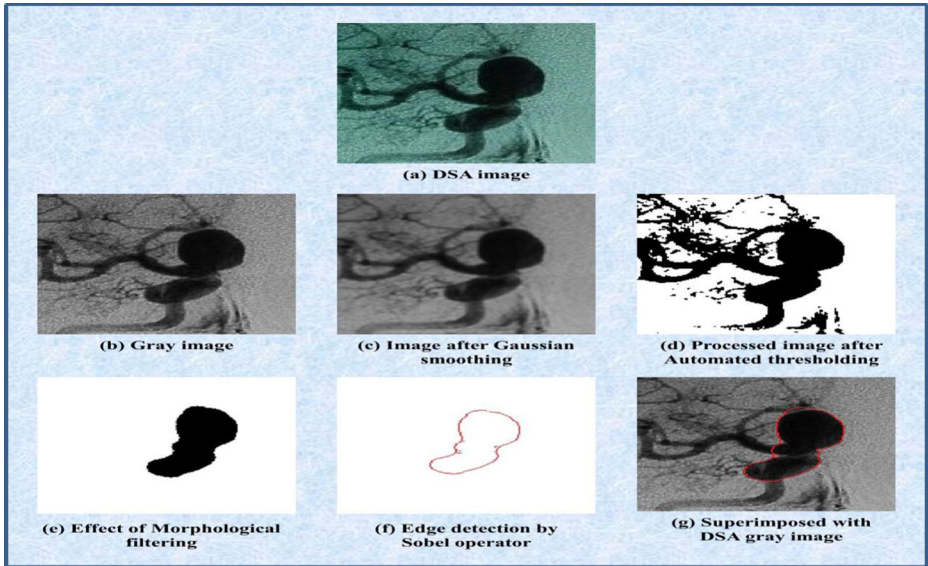 (a) DSA image
(b) Gray image
(c) Image after Gaussian
smoothing
(d) Processed image after
Automated thresholding
(e) Effect of Morphological
filtering
(f) Edge detection by
Sobel operator
(g) Superimposed with
DSA gray image